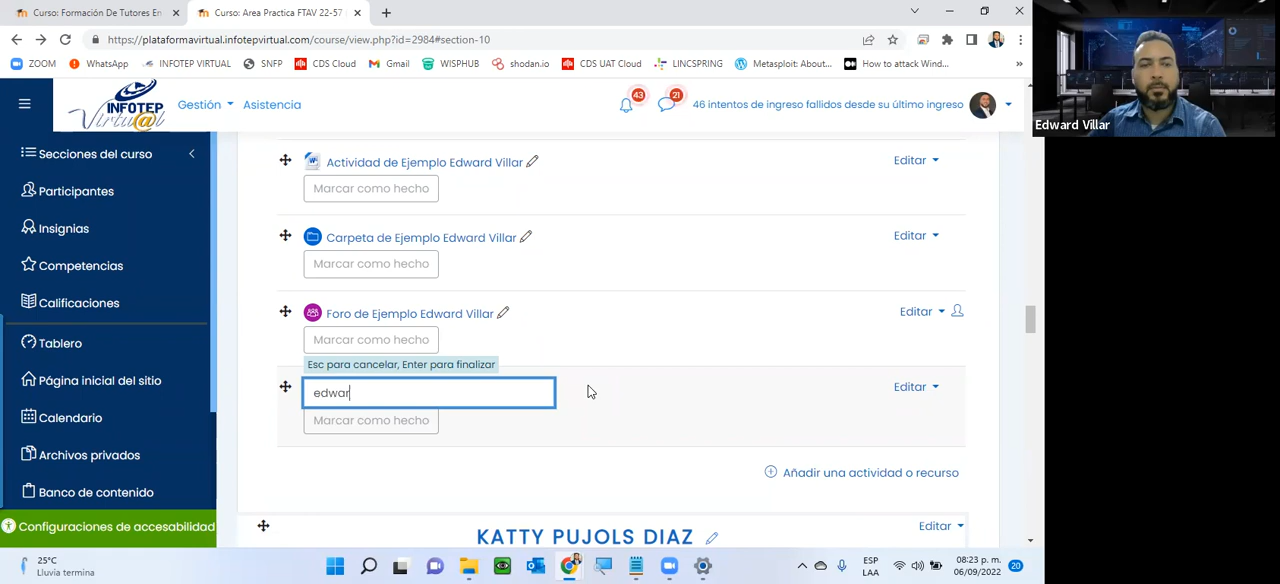 Curso: Formación De Tutores En
Curso: Area Practica FTAV 22-57
https://plataformavirtual.infotepvirtual.com/course/view.php?id=2984#section-10
ZOOM
WhatsApp
INFOTEP VIRTUAL
SNFP
CDS Cloud
Gmail
WISPHUB
shodan.io
CDS UAT Cloud
LINCSPRING
Metasploit: About...
How to attack Wind...
INFOTEP
Virtu@l
Gestión
Asistencia
43
21
46 intentos de ingreso fallidos desde su último ingreso
Edward Villar
Secciones del curso
Participantes
Insignias
Competencias
Calificaciones
Tablero
Página inicial del sitio
Calendario
Archivos privados
Banco de contenido
Configuraciones de accesabilidad
Actividad de Ejemplo Edward Villar
Editar
Marcar como hecho
Carpeta de Ejemplo Edward Villar
Editar
Marcar como hecho
Foro de Ejemplo Edward Villar
Editar
Marcar como hecho
Esc para cancelar, Enter para finalizar
edwar
Editar
Marcar como hecho
Añadir una actividad o recurso
KATTY PUJOLS DIAZ
Editar
25°C
Lluvia termina
ESP
LAA
08:23 p. m.
06/09/2022
20